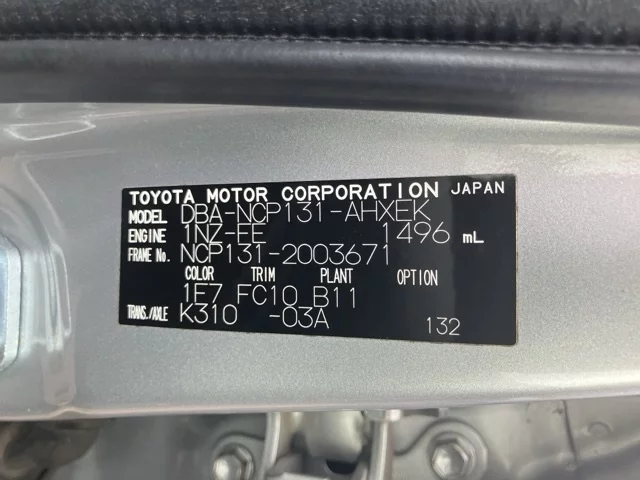 TOYOTA MOTOR CORPORATION JAPAN
MODEL DBA-NCP131-AHXEK
ENGINE 1NZ-FE 1496 mL
FRAME No. NCP131-2003671
COLOR TRIM PLANT OPTION
1F7 FC10 B11
TRANS./AXLE K310 -03A
132